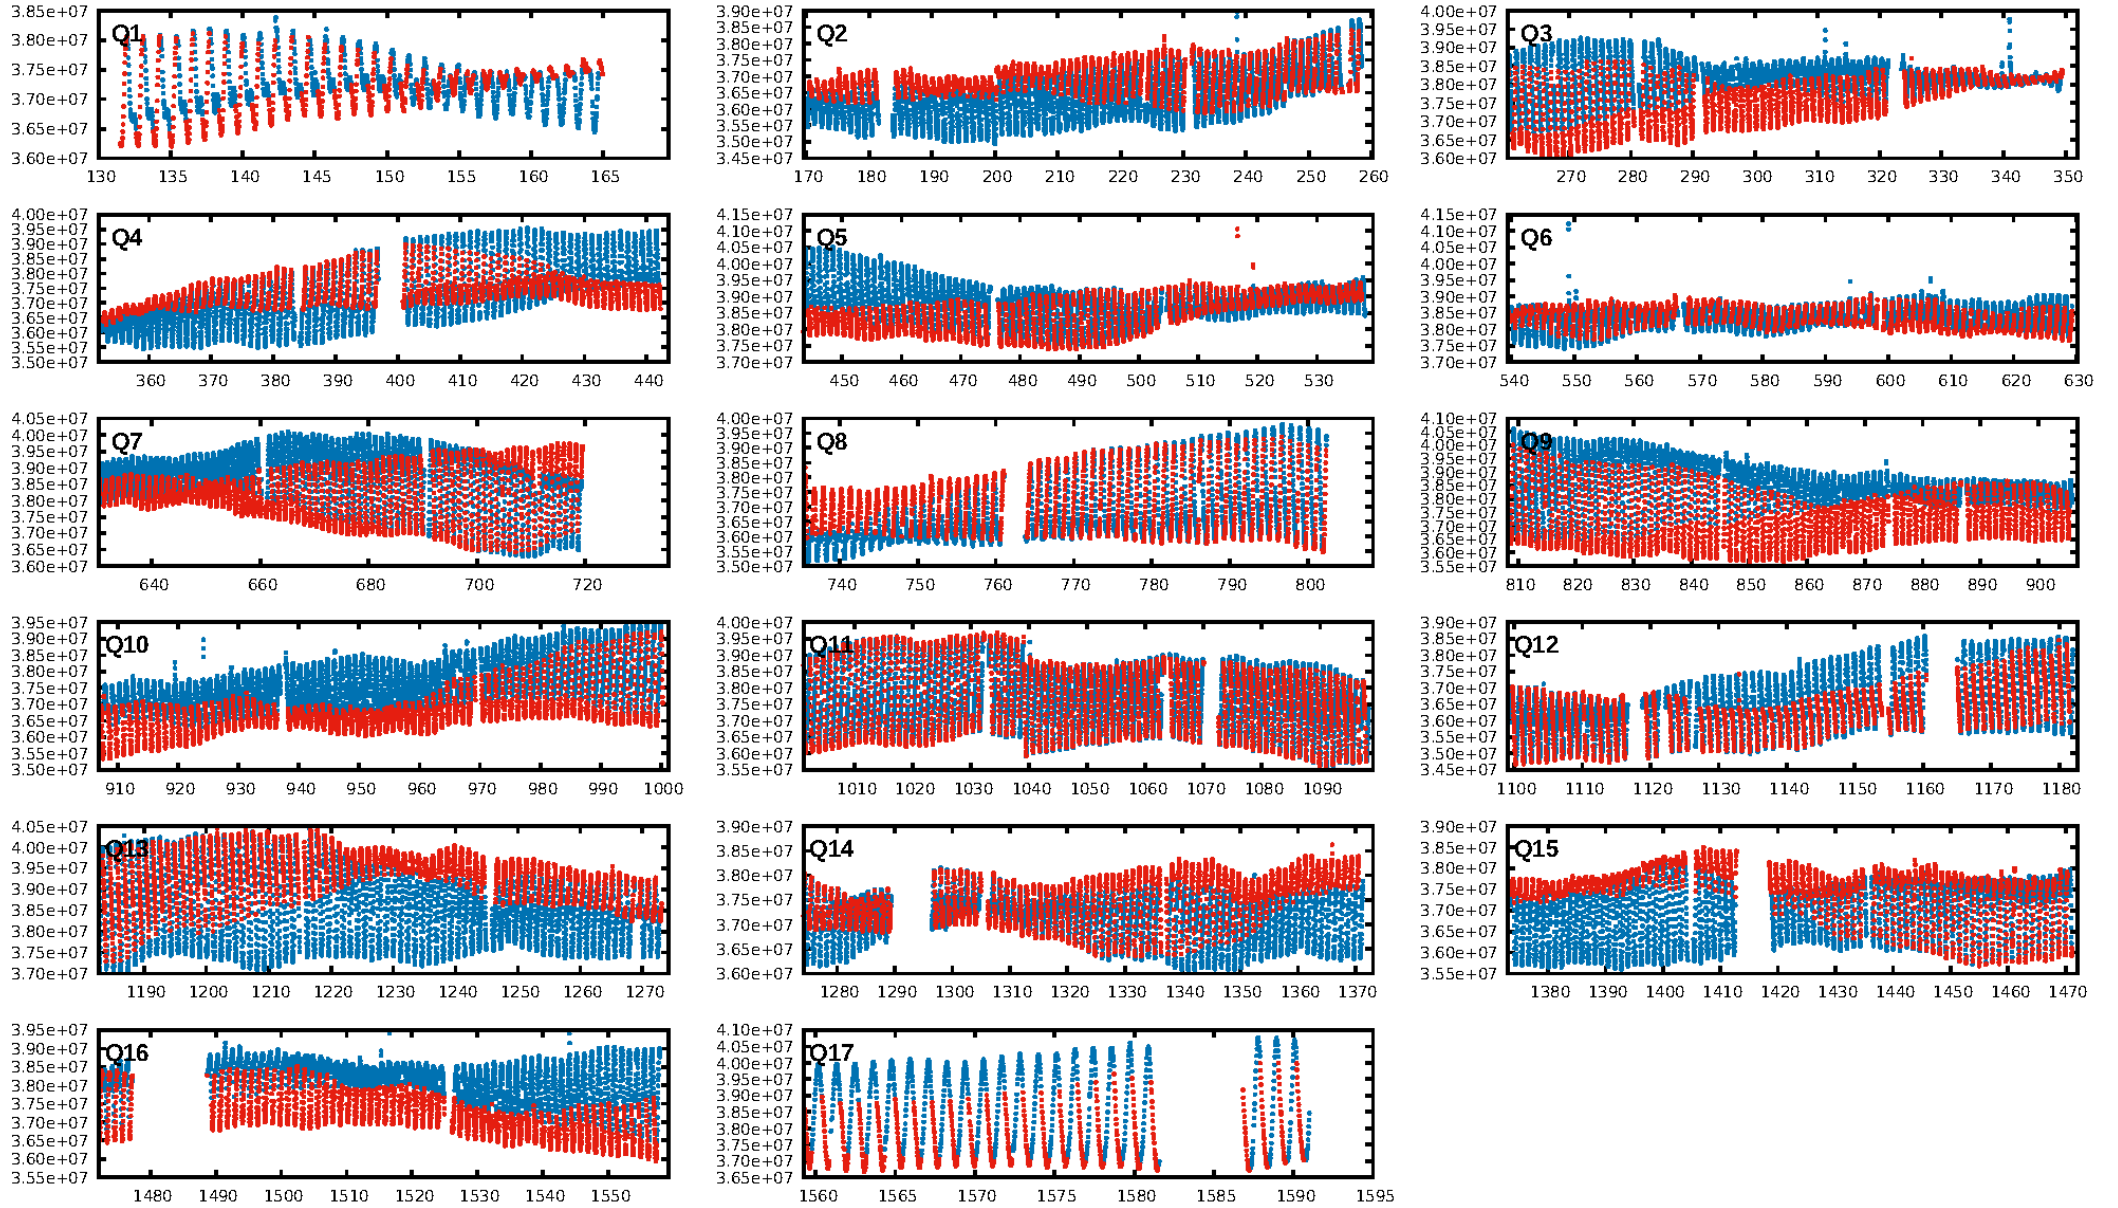 3.85e+07 3.80e+07 3.75e+07 3.70e+07 3.65e+07 3.60e+07
Q1
130 135 140 145 150 155 160 165
3.90e+07 3.85e+07 3.80e+07 3.75e+07 3.70e+07 3.65e+07 3.60e+07 3.55e+07 3.50e+07 3.45e+07
Q2
170 180 190 200 210 220 230 240 250 260
4.00e+07 3.95e+07 3.90e+07 3.85e+07 3.80e+07 3.75e+07 3.70e+07 3.65e+07 3.60e+07
Q3
270 280 290 300 310 320 330 340 350
4.00e+07 3.95e+07 3.90e+07 3.85e+07 3.80e+07 3.75e+07 3.70e+07 3.65e+07 3.60e+07 3.55e+07 3.50e+07
Q4
360 370 380 390 400 410 420 430 440
4.15e+07 4.10e+07 4.05e+07 4.00e+07 3.95e+07 3.90e+07 3.85e+07 3.80e+07 3.75e+07 3.70e+07
Q5
450 460 470 480 490 500 510 520 530
4.15e+07 4.10e+07 4.05e+07 4.00e+07 3.95e+07 3.90e+07 3.85e+07 3.80e+07 3.75e+07 3.70e+07
Q6
540 550 560 570 580 590 600 610 620 630
4.05e+07 4.00e+07 3.95e+07 3.90e+07 3.85e+07 3.80e+07 3.75e+07 3.70e+07 3.65e+07 3.60e+07
Q7
640 660 680 700 720
4.00e+07 3.95e+07 3.90e+07 3.85e+07 3.80e+07 3.75e+07 3.70e+07 3.65e+07 3.60e+07 3.55e+07 3.50e+07
Q8
740 750 760 770 780 790 800
4.10e+07 4.05e+07 4.00e+07 3.95e+07 3.90e+07 3.85e+07 3.80e+07 3.75e+07 3.70e+07 3.65e+07 3.60e+07 3.55e+07
Q9
810 820 830 840 850 860 870 880 890 900
3.95e+07 3.90e+07 3.85e+07 3.80e+07 3.75e+07 3.70e+07 3.65e+07 3.60e+07 3.55e+07 3.50e+07
Q10
910 920 930 940 950 960 970 980 990 1000
4.00e+07 3.95e+07 3.90e+07 3.85e+07 3.80e+07 3.75e+07 3.70e+07 3.65e+07 3.60e+07 3.55e+07
Q11
1010 1020 1030 1040 1050 1060 1070 1080 1090
3.90e+07 3.85e+07 3.80e+07 3.75e+07 3.70e+07 3.65e+07 3.60e+07 3.55e+07 3.50e+07 3.45e+07
Q12
1100 1110 1120 1130 1140 1150 1160 1170 1180
4.05e+07 4.00e+07 3.95e+07 3.90e+07 3.85e+07 3.80e+07 3.75e+07 3.70e+07
Q13
1190 1200 1210 1220 1230 1240 1250 1260 1270
3.90e+07 3.85e+07 3.80e+07 3.75e+07 3.70e+07 3.65e+07 3.60e+07
Q14
1280 1290 1300 1310 1320 1330 1340 1350 1360 1370
3.90e+07 3.85e+07 3.80e+07 3.75e+07 3.70e+07 3.65e+07 3.60e+07 3.55e+07
Q15
1380 1390 1400 1410 1420 1430 1440 1450 1460 1470
3.95e+07 3.90e+07 3.85e+07 3.80e+07 3.75e+07 3.70e+07 3.65e+07 3.60e+07 3.55e+07
Q16
1480 1490 1500 1510 1520 1530 1540 1550
4.10e+07 4.05e+07 4.00e+07 3.95e+07 3.90e+07 3.85e+07 3.80e+07 3.75e+07 3.70e+07 3.65e+07
Q17
1560 1565 1570 1575 1580 1585 1590 1595